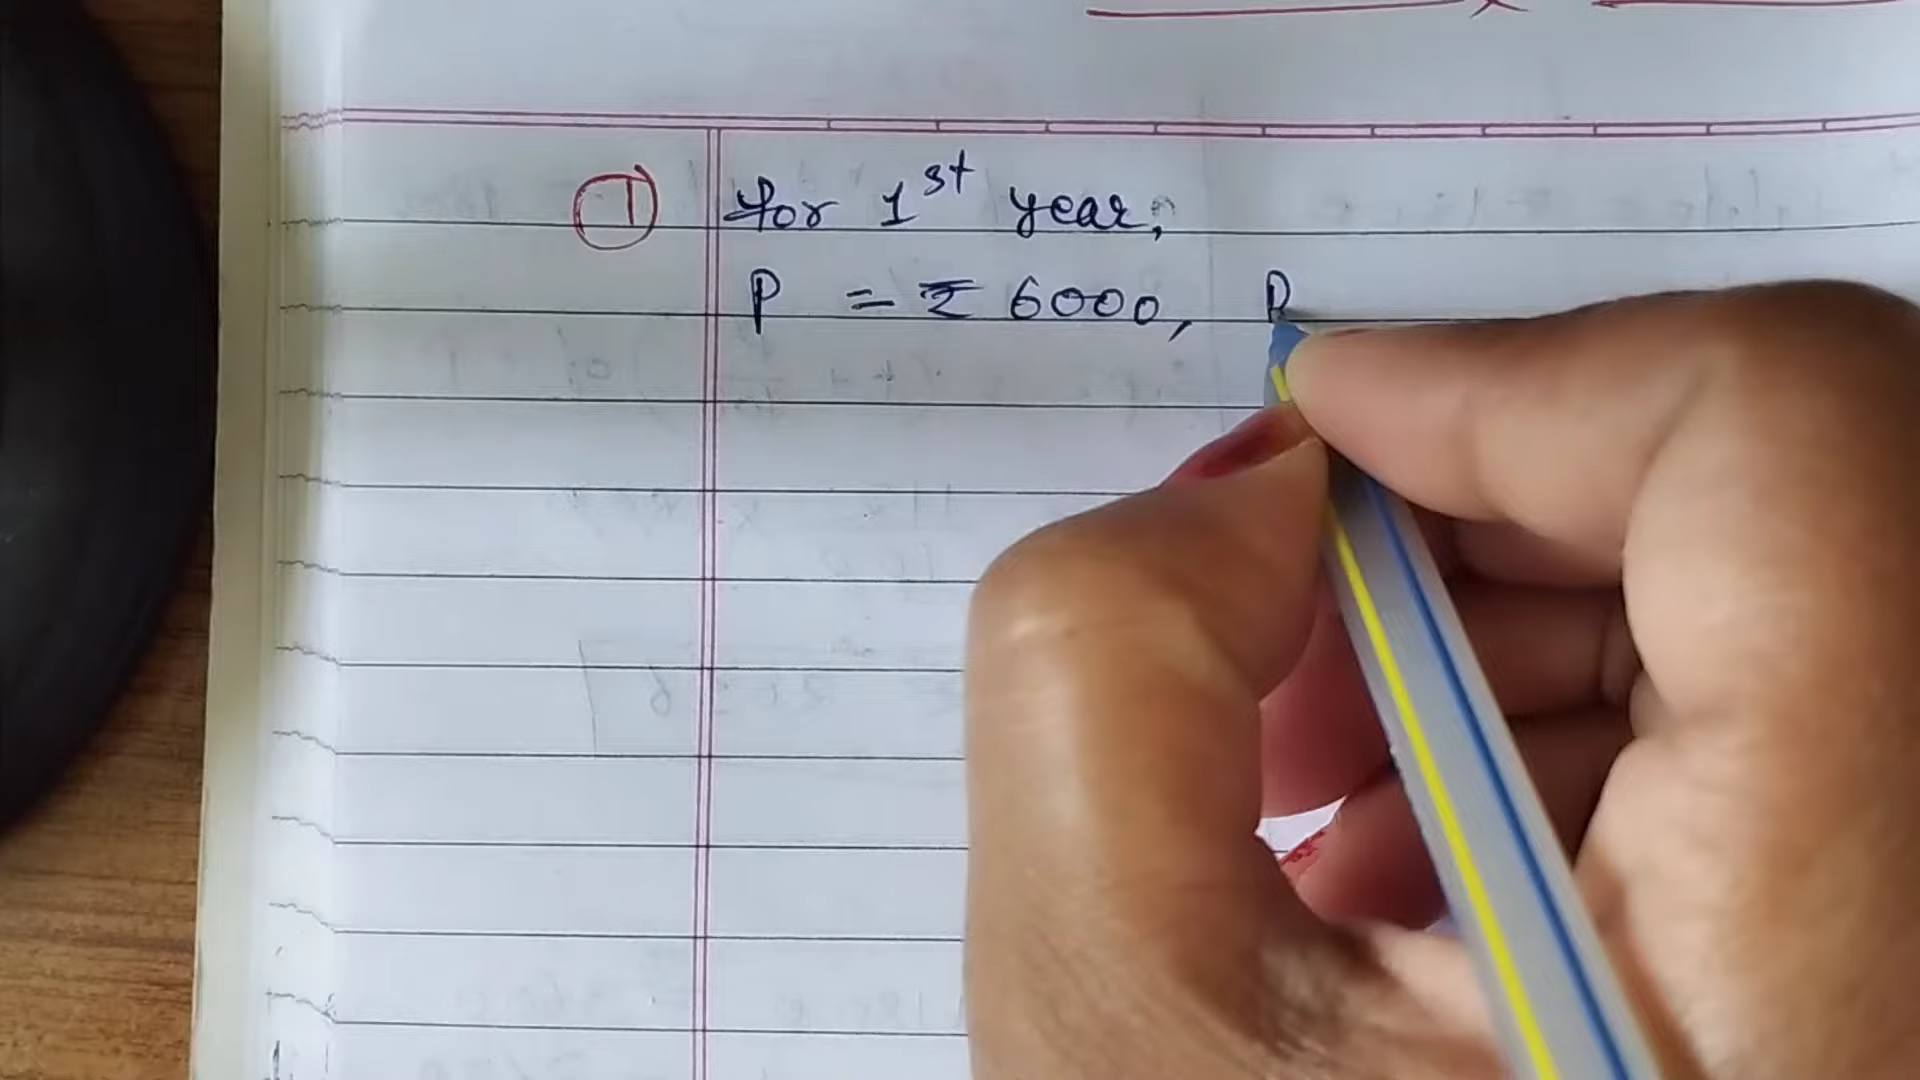 ① for 1st year,
P = ₹ 6000, R